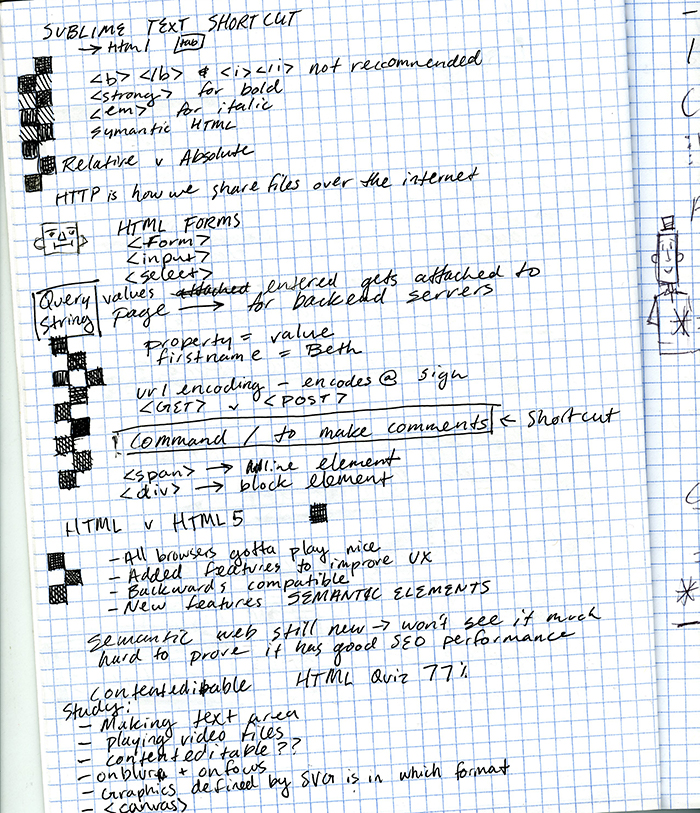 SUBLIME TEXT SHORTCUT
→ Html [tab]
<b> </b> & <i></i> not reccommended
<strong> for bold
<em> for italic
Symantic HTML
Relative v Absolute
HTTP is how we share files over the internet
HTML FORMS
<form>
<input>
<select>
Query String
values attached entered gets attached to
page → for backend servers
property = value
firstname = Beth
url encoding - encodes @ sign
<GET> v <POST>
! Command / to make comments ← Shortcut
<span> → inline element
<div> → block element
HTML v HTML5
- All browsers gotta play nice
- Added features to improve UX
- Backwards compatible
- New features SEMANTIC ELEMENTS
Semantic web still new → won't see it much
hard to prove it has good SEO performance
Contenteditable HTML Quiz 77%
Study:
- Making text area
- playing video files
- contenteditable??
- onblur + onfocus
- Graphics defined by SVG is in which format
- <canvas>